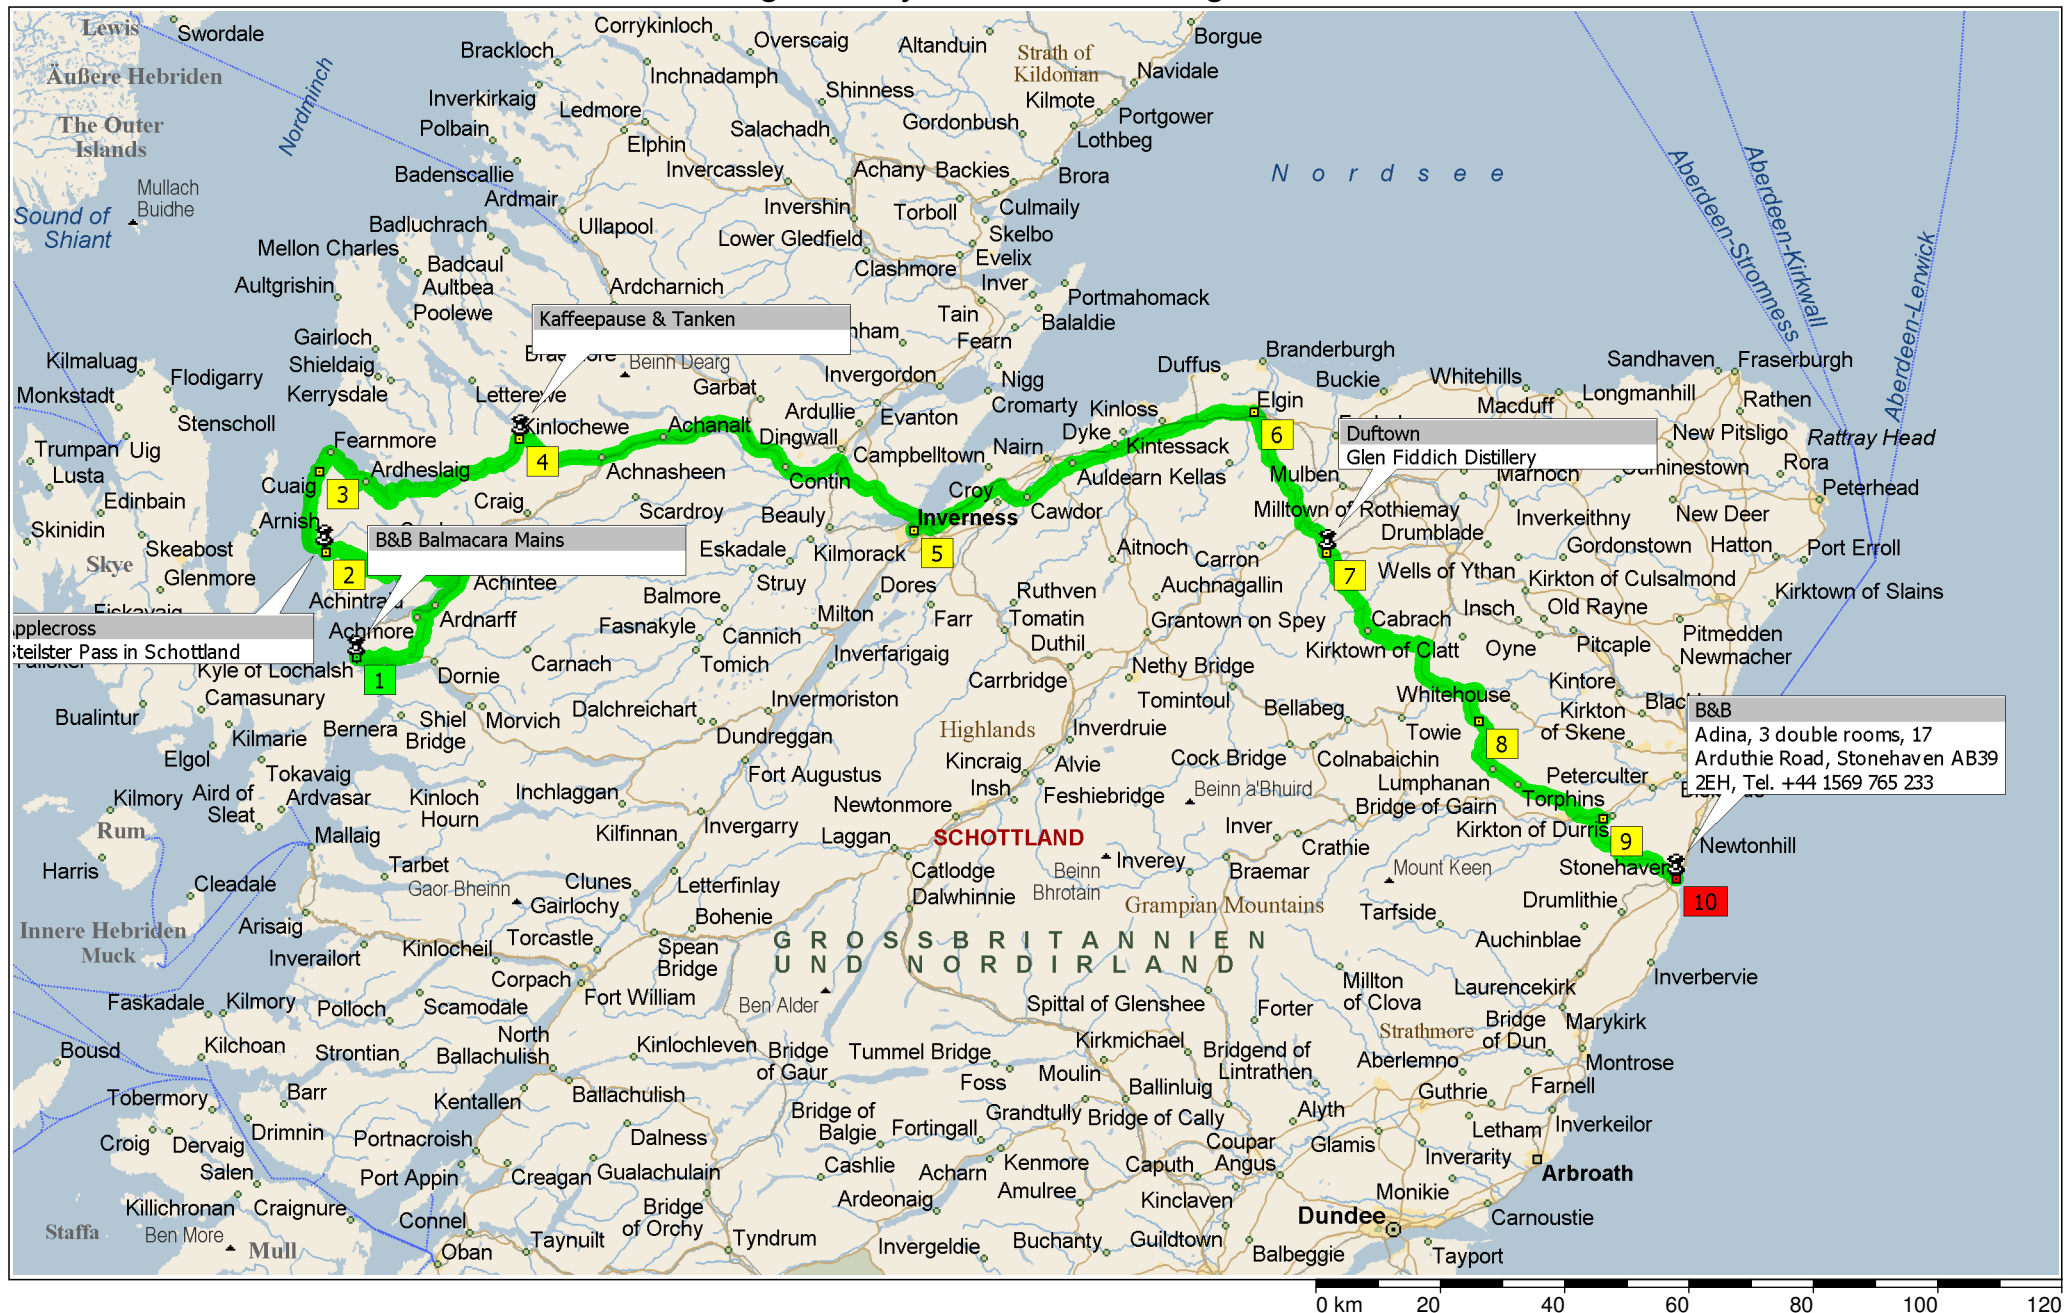 Lewis
Swordale
Äußere Hebriden
The Outer
Islands
Nordminch
Mullach
Buidhe
Sound of
Shiant
Corrykinloch
Brackloch
Overscaig
Altanduin
Strath of
Kildonian
Borgue
Navidale
Inchnadamph
Shinness
Kilmote
Portgower
Inverkirkaig
Ledmore
Polbain
Elphin
Salachadh
Gordonbush
Lothbeg
Badenscallie
Invercassley
Achany
Backies
Brora
Ardmair
Invershin
Torboll
Culmaily
Badluchrach
Ullapool
Lower Gledfield
Skelbo
Mellon Charles
Evelix
Badcaul
Clashmore
Aultgrishin
Aultbea
Ardcharnich
Inver
Portmahomack
Poolewe
Tain
Balaldie
Gairloch
Kaffeepause & Tanken
Fearn
Beinn Dearg
N o r d s e e
Aberdeen-Stromness
Aberdeen-Kirkwall
Aberdeen-Lerwick
Kilmaluag
Flodigarry
Shieldaig
Monkstadt
Kerrysdale
Letterewe
Garbat
Invergordon
Nigg
Duffus
Branderburgh
Buckie
Whitehills
Sandhaven
Fraserburgh
Longmanhill
Macduff
Rathen
Stenscholl
Ardullie
Evanton
Cromarty
Kinloss
Elgin
Trumpan
Uig
Fearnmore
Kinlochewe
Achanalt
Dingwall
Nairn
Dyke
Kintessack
6
Duftown
Glen Fiddich Distillery
New Pitsligo
Rattray Head
Lusta
Ardheslaig
4
Achnasheen
Campbelltown
Contin
Auldearn
Kellas
Mulben
Marnoch
Cuminestown
Rora
Edinbain
Cuaig
3
Craig
Scardroy
Croy
Cawdor
Milltown of Rothiemay
Peterhead
Skinidin
Arnish
Beauly
Inverness
Drumblade
Inverkeithny
New Deer
Skeabost
B&B Balmacara Mains
Eskadale
Kilmorack
5
Aitnoch
Carron
Gordonstown
Hatton
Port Erroll
Skye
Glenmore
2
Achintee
Struy
Dores
Auchnagallin
7
Wells of Ythan
Kirkton of Culsalmond
Kirktown of Slains
Fiskavaig
Achintraid
Balmore
Ruthven
Insch
Old Rayne
Applecross
Steilster Pass in Schottland
Achmore
Ardnarff
Fasnakyle
Milton
Farr
Tomatin
Grantown on Spey
Cabrach
Pitmedden
Cannich
Duthil
Kirktown of Clatt
Oyne
Pitcaple
Newmacher
Kyle of Lochalsh
1
Dornie
Carnach
Tomich
Inverfarigaig
Nethy Bridge
Camasunary
Carrbridge
Kintore
Bualintur
Bernera
Shiel
Bridge
Morvich
Dalchreichart
Invermoriston
Tomintoul
Bellabeg
Whitehouse
Kirkton
of Skene
Towie
8
B&B
Adina, 3 double rooms, 17
Arduthie Road, Stonehaven AB39
2EH, Tel. +44 1569 765 233
Kilmarie
Elgol
Dundreggan
Highlands
Inverdruie
Cock Bridge
Colnabaichin
Tokavaig
Fort Augustus
Kincraig
Alvie
Lumphanan
Peterculter
Kilmory
Aird of
Sleat
Ardvasar
Kinloch
Hourn
Inchlaggan
Newtonmore
Insh
Feshiebridge
Beinn a'Bhuird
Bridge of Gairn
Torphins
Rum
Mallaig
Kilfinnan
Invergarry
Laggan
SCHOTTLAND
Inver
Crathie
Kirkton of Durris
9
Newtonhill
Harris
Tarbet
Gaor Bheinn
Clunes
Letterfinlay
Catlodge
Beinn
Bhrotain
Inverey
Braemar
Mount Keen
Stonehaven
10
Cleadale
Gairlochy
Dalwhinnie
Grampian Mountains
Tarfside
Drumlithie
Arisaig
Bohenie
Innere Hebriden
Muck
Kinlocheil
Torcastle
Spean
Bridge
GROSSBRITANNIEN
UND NORDIRLAND
Auchinblae
Inverailort
Corpach
Millton
of Clova
Inverbervie
Faskadale
Kilmory
Polloch
Scamodale
Fort William
Ben Alder
Spittal of Glenshee
Forter
Laurencekirk
Bousd
Kilchoan
Strontian
North
Ballachulish
Kinlochleven
Bridge
of Gaur
Tummel Bridge
Kirkmichael
Bridgend of
Lintrathen
Strathmore
Bridge
of Dun
Marykirk
Aberlemno
Montrose
Tobermory
Barr
Kentallen
Ballachulish
Foss
Moulin
Ballinluig
Guthrie
Farnell
Croig
Dervaig
Drimnin
Portnacroish
Dalness
Bridge of
Balgie
Fortingall
Grandtully
Bridge of Cally
Alyth
Glamis
Letham
Inverkeilor
Salen
Port Appin
Creagan
Gualachulain
Cashlie
Acharn
Kenmore
Caputh
Coupar
Angus
Inverarity
Arbroath
Killichronan
Craignure
Bridge
of Orchy
Ardeonaig
Amulree
Kinclaven
Monikie
Staffa
Ben More
Mull
Connel
Oban
Taynuilt
Tyndrum
Invergeldie
Buchanty
Guildtown
Dundee
Carnoustie
Balbeggie
Tayport
0 km 20 40 60 80 100 120